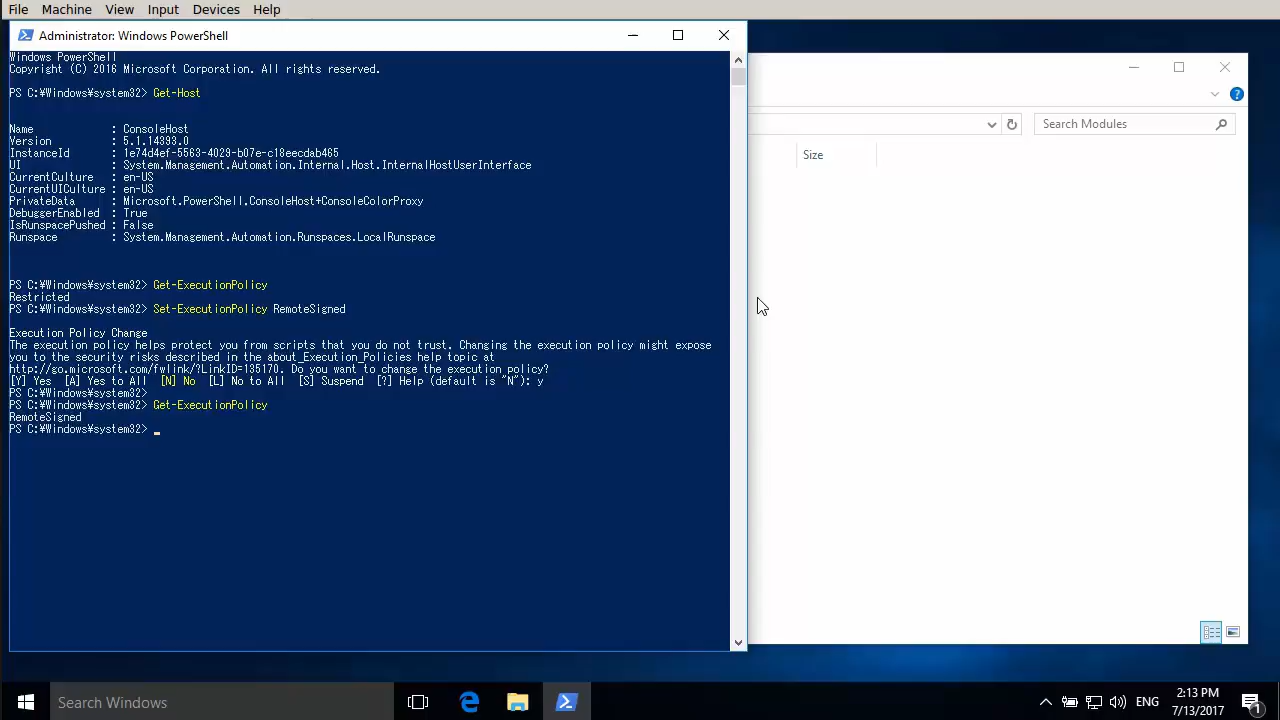 File Machine View Input Devices Help
Administrator: Windows PowerShell
Windows PowerShell
Copyright (C) 2016 Microsoft Corporation. All rights reserved.
PS C:¥Windows¥system32> Get-Host
Name : ConsoleHost
Version : 5.1.14393.0
InstanceId : 1e74d4ef-5563-4029-b07e-c18eecdab465
UI : System.Management.Automation.Internal.Host.InternalHostUserInterface
CurrentCulture : en-US
CurrentUICulture : en-US
PrivateData : Microsoft.PowerShell.ConsoleHost+ConsoleColorProxy
DebuggerEnabled : True
IsRunspacePushed : False
Runspace : System.Management.Automation.Runspaces.LocalRunspace
PS C:¥Windows¥system32> Get-ExecutionPolicy
Restricted
PS C:¥Windows¥system32> Set-ExecutionPolicy RemoteSigned
Execution Policy Change
The execution policy helps protect you from scripts that you do not trust. Changing the execution policy might expose
you to the security risks described in the about_Execution_Policies help topic at
http://go.microsoft.com/fwlink/?LinkID=135170. Do you want to change the execution policy?
[Y] Yes [A] Yes to All [N] No [L] No to All [S] Suspend [?] Help (default is "N"): y
PS C:¥Windows¥system32>
PS C:¥Windows¥system32> Get-ExecutionPolicy
RemoteSigned
PS C:¥Windows¥system32> _
Search Modules
Size
Search Windows
ENG
2:13 PM
7/13/2017
1